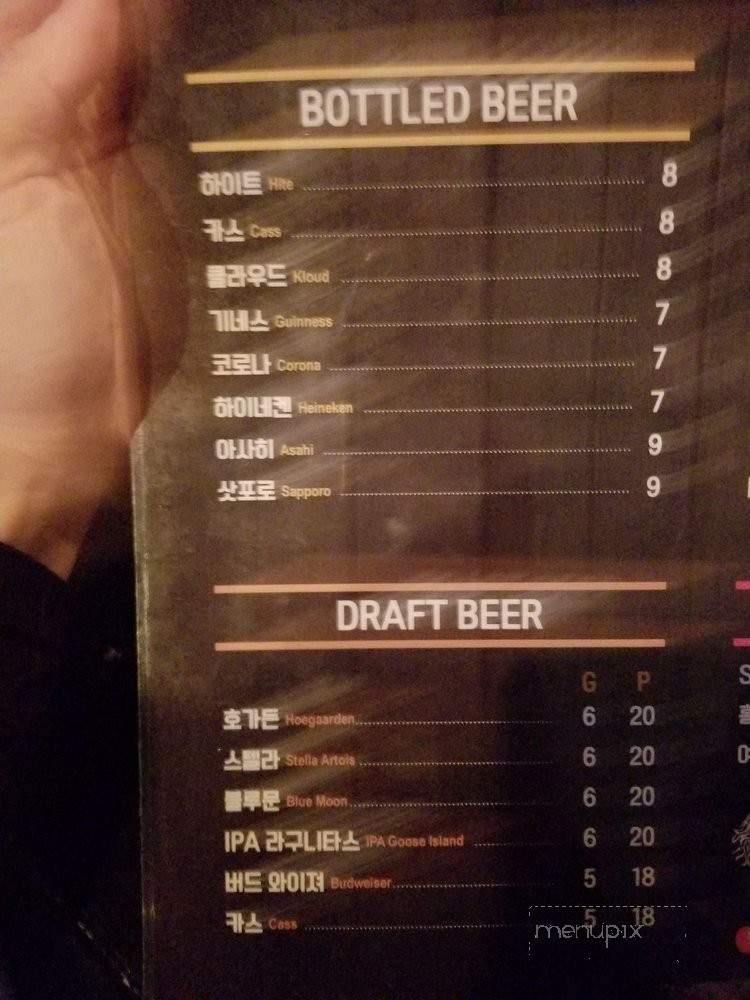 BOTTLED BEER
하이트 Hite 8
카스 Cass 8
클라우드 Kloud 8
기네스 Guinness 7
코로나 Corona 7
하이네켄 Heineken 7
아사히 Asahi 9
삿포로 Sapporo 9
DRAFT BEER
G P
호가든 Hoegaarden 6 20
스텔라 Stella Artois 6 20
블루문 Blue Moon 6 20
IPA 라구니타스 IPA Goose Island 6 20
버드 와이져 Budweiser 5 18
카스 Cass 5 18
menupix